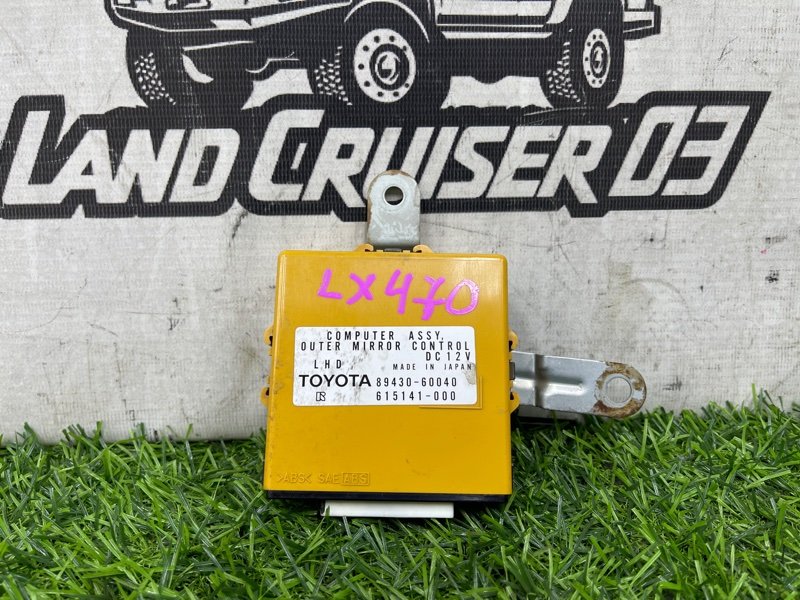 LAND CRUISER 03
LX470
COMPUTER ASSY,
OUTER MIRROR CONTROL
DC12V
LHD MADE IN JAPAN
TOYOTA 89430-60040
R 615141-000
>ABS< SAE ABS